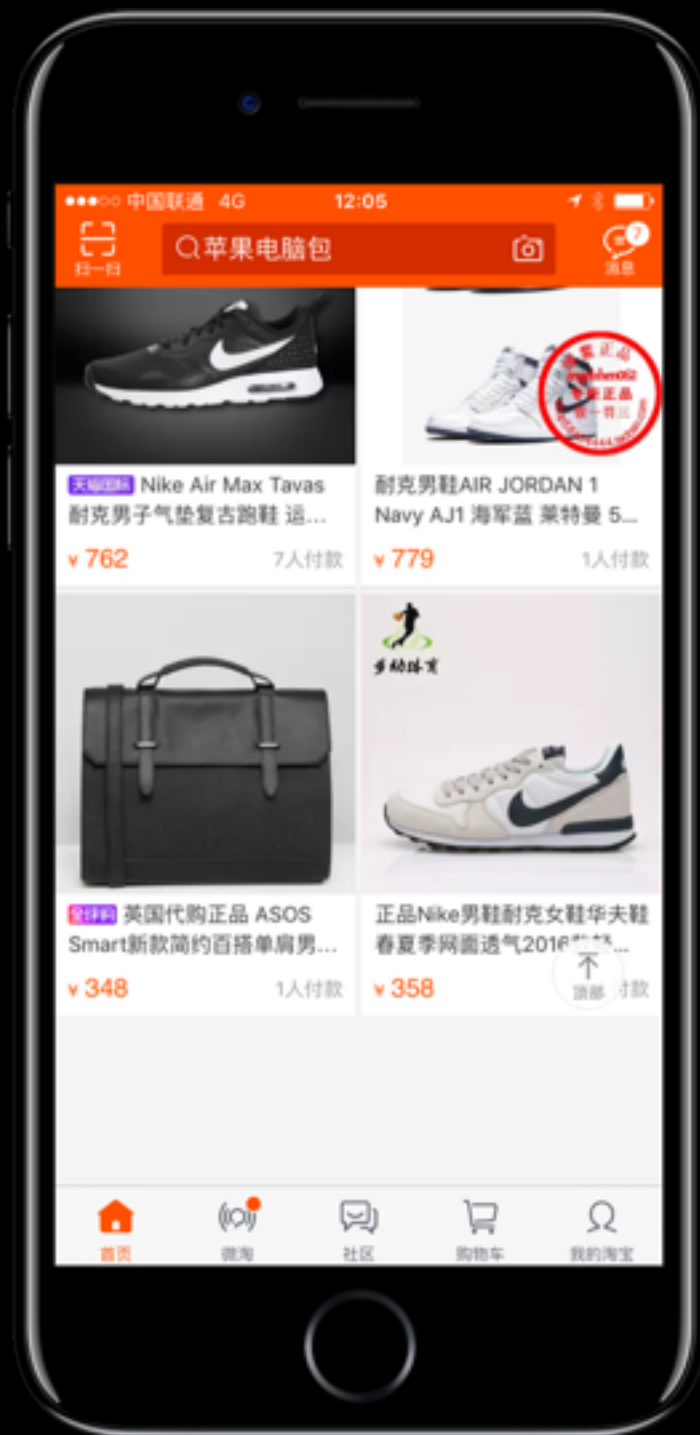 中国联通 4G 12:05
扫一扫
苹果电脑包
7
消息
天猫国际 Nike Air Max Tavas
耐克男子气垫复古跑鞋 运...
¥ 762 7人付款
耐克男鞋AIR JORDAN 1
Navy AJ1 海军蓝 莱特曼 5...
¥ 779 1人付款
全球购 英国代购正品 ASOS
Smart新款简约百搭单肩男...
¥ 348 1人付款
多动体育
正品Nike男鞋耐克女鞋华夫鞋
春夏季网面透气2016
¥ 358 付款
顶部
首页
微淘
社区
购物车
我的淘宝